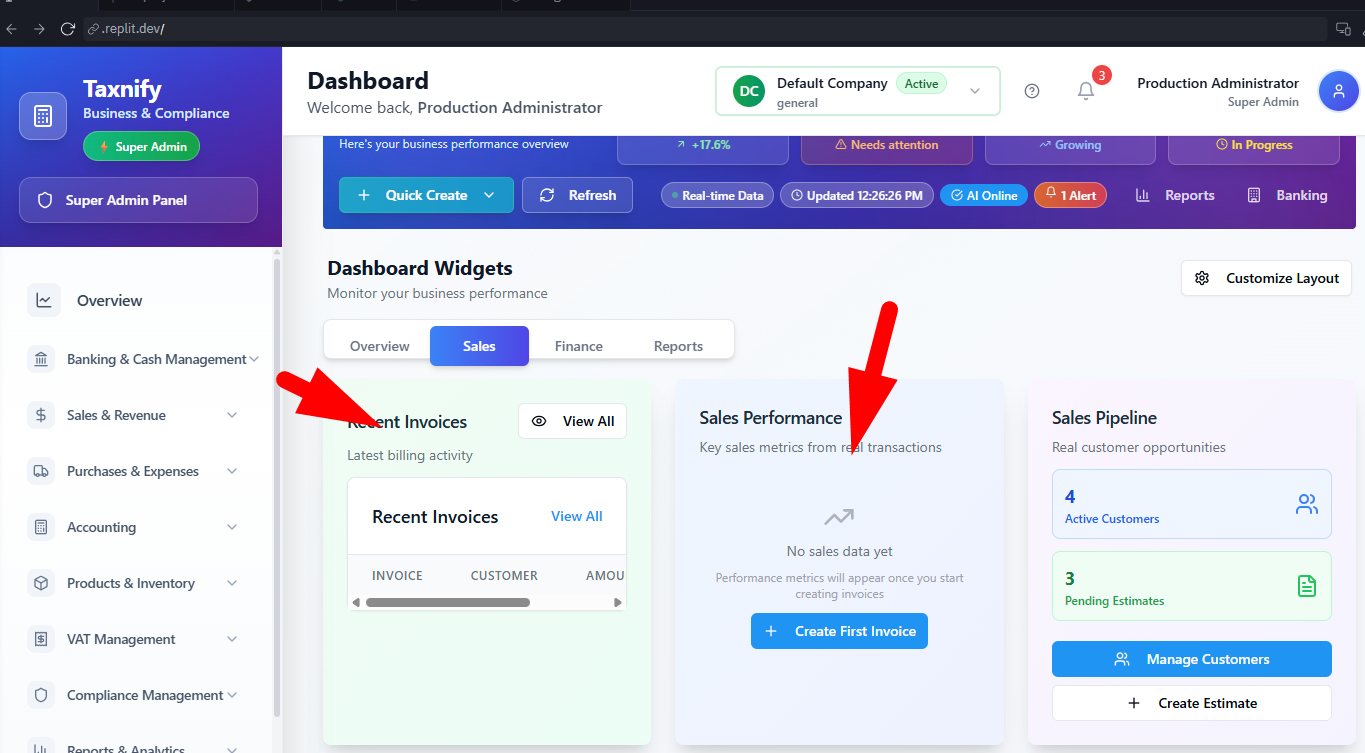 .replit.dev/
Taxnify
Business & Compliance
Super Admin
Super Admin Panel
Overview
Banking & Cash Management
Sales & Revenue
Purchases & Expenses
Accounting
Products & Inventory
VAT Management
Compliance Management
Reports & Analytics
Dashboard
Welcome back, Production Administrator
DC
Default Company
Active
general
3
Production Administrator
Super Admin
Here's your business performance overview
+17.6%
Needs attention
Growing
In Progress
Quick Create
Refresh
Real-time Data
Updated 12:26:26 PM
AI Online
1 Alert
Reports
Banking
Dashboard Widgets
Monitor your business performance
Customize Layout
Overview
Sales
Finance
Reports
Recent Invoices
View All
Latest billing activity
Recent Invoices
View All
INVOICE CUSTOMER AMOU
Sales Performance
Key sales metrics from real transactions
No sales data yet
Performance metrics will appear once you start
creating invoices
Create First Invoice
Sales Pipeline
Real customer opportunities
4
Active Customers
3
Pending Estimates
Manage Customers
Create Estimate